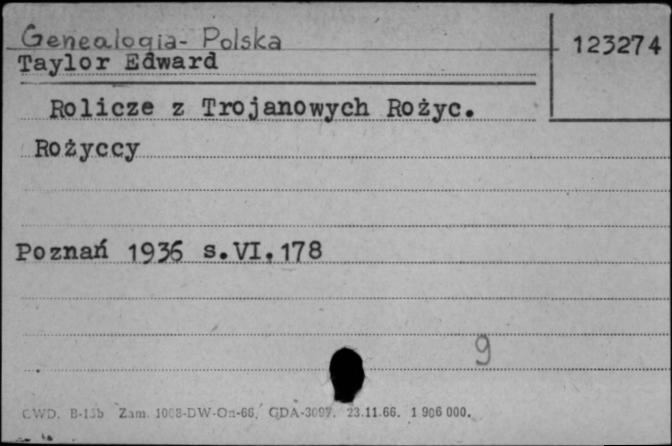 Genealogia- Polska
123274
Taylor Edward
Rolicze z Trojanowych Rożyc.
Rożyccy
Poznań 1936 s.VI.178
9
CWD. B-13b Zam. 1008-DW-On-66, GDA-3097. 23.11.66. 1 906 000.